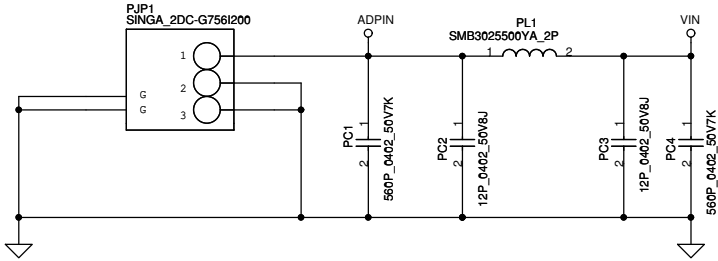 PJP1
SINGA_2DC-G756I200
ADPIN
PL1
SMB3025500YA_2P
VIN
1
1
2
2
G
G
3
1
PC1
2
560P_0402_50V7K
1
PC2
2
12P_0402_50V8J
1
PC3
2
12P_0402_50V8J
1
PC4
2
560P_0402_50V7K